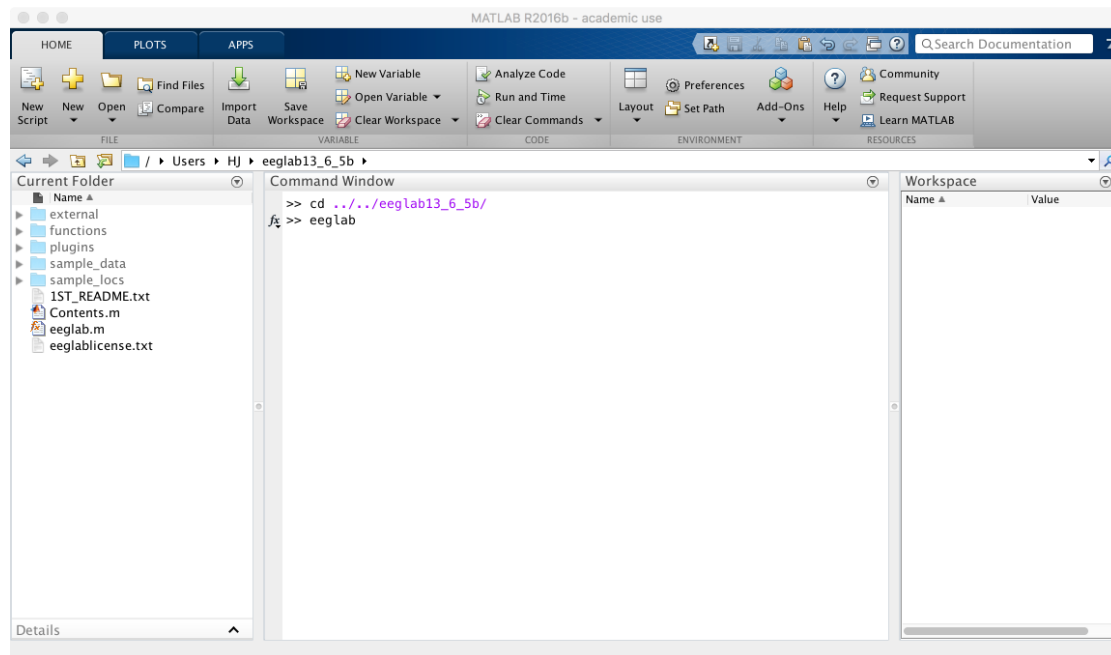 MATLAB R2016b - academic use
HOME PLOTS APPS
Search Documentation
New Script
New
Open
Find Files
Compare
Import Data
Save Workspace
New Variable
Open Variable
Clear Workspace
Analyze Code
Run and Time
Clear Commands
Layout
Preferences
Set Path
Add-Ons
Help
Community
Request Support
Learn MATLAB
FILE VARIABLE CODE ENVIRONMENT RESOURCES
/ Users HJ eeglab13_6_5b
Current Folder
Name
external
functions
plugins
sample_data
sample_locs
1ST_README.txt
Contents.m
eeglab.m
eeglablicense.txt
Details
Command Window
>> cd ../../eeglab13_6_5b/
fx >> eeglab
Workspace
Name Value